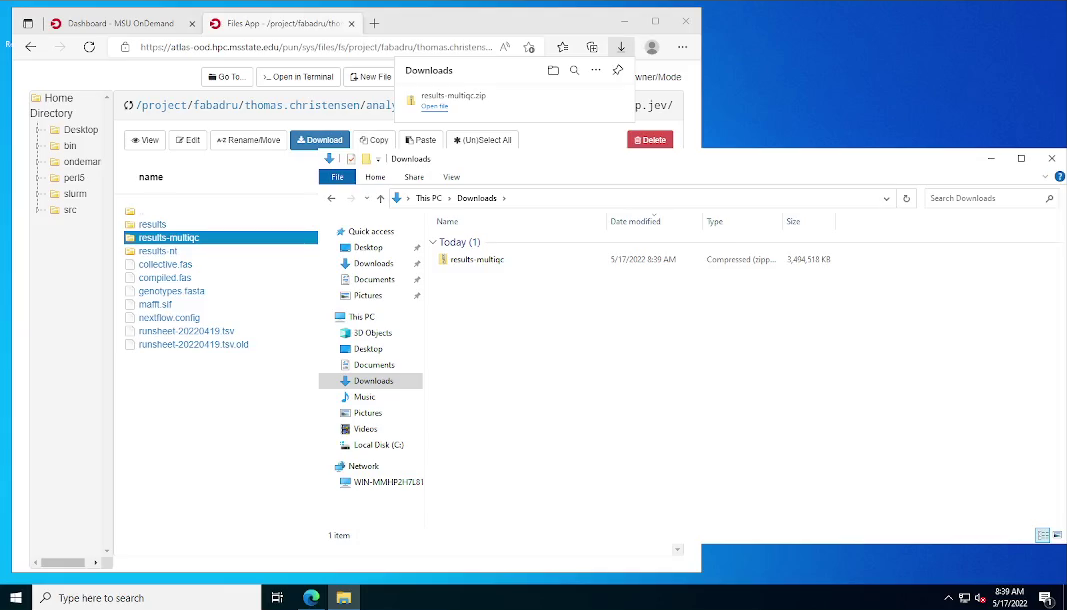 Dashboard - MSU OnDemand
Files App - /project/fabadru/tho
https://atlas-ood.hpc.msstate.edu/pun/sys/files/fs/project/fabadru/thomas.christens...
Go To...
Open in Terminal
New File
Downloads
wner/Mode
results-multiqc.zip
Open file
Home
Directory
Desktop
bin
ondemar
perl5
slurm
src
/project/fabadru/thomas.christensen/analy
p.jev/
View
Edit
Rename/Move
Download
Copy
Paste
(Un)Select All
Delete
name
..
results
results-multiqc
results-nt
collective.fas
compiled.fas
genotypes.fasta
mafft.sif
nextflow.config
runsheet-20220419.tsv
runsheet-20220419.tsv.old
Downloads
File
Home
Share
View
This PC
Downloads
Search Downloads
Quick access
Desktop
Downloads
Documents
Pictures
This PC
3D Objects
Desktop
Documents
Downloads
Music
Pictures
Videos
Local Disk (C:)
Network
WIN-MMHP2H7L81
Name
Date modified
Type
Size
Today (1)
results-multiqc
5/17/2022 8:39 AM
Compressed (zipp...
3,494,518 KB
1 item
Type here to search
8:39 AM
5/17/2022
1